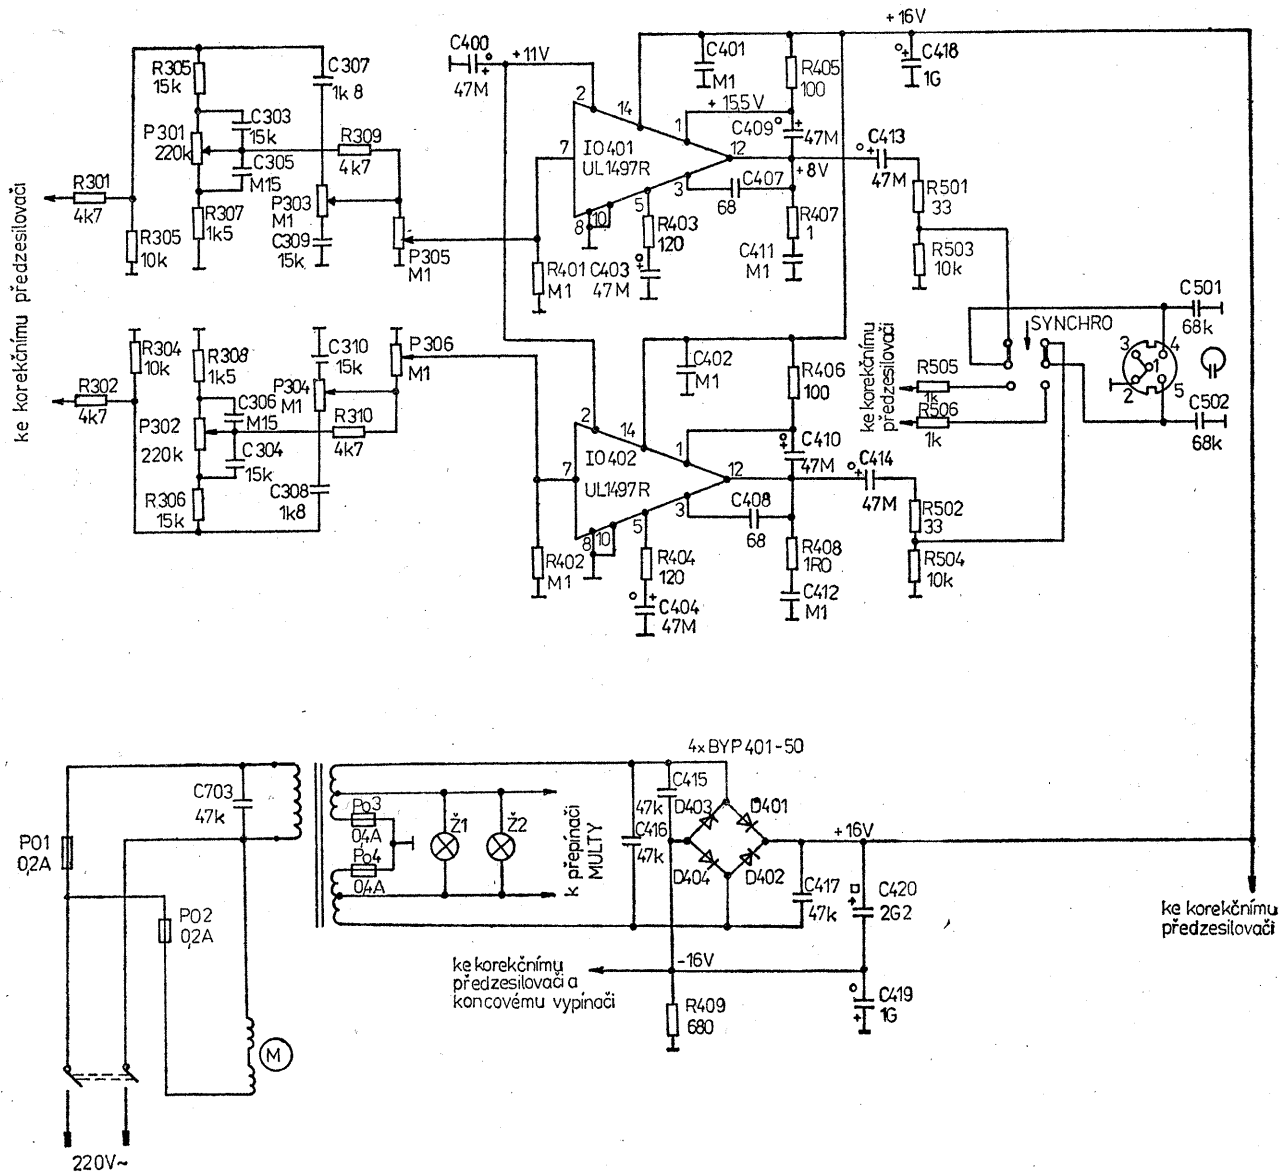 +16V
C400
+11V
47M
C401
M1
R405
100
C418
1G
R305
15k
C307
1k8
2
14
+15,5V
1
C409
47M
C413
47M
P301
220k
C303
15k
C305
M15
R309
4k7
7
IO401
UL1497R
12
+8V
3
C407
68
ke korekčnímu předzesilovači
R301
4k7
R305
10k
R307
1k5
P303
M1
C309
15k
P305
M1
8
10
5
R403
120
R407
1
R501
33
R503
10k
R401
M1
C403
47M
C411
M1
C501
68k
SYNCHRO
R304
10k
R308
1k5
C310
15k
P306
M1
C402
M1
R406
100
ke korekčnímu
předzesilovači
R505
1k
R506
1k
3
4
1
2
5
C502
68k
R302
4k7
P304
M1
C306
M15
P302
220k
R310
4k7
C304
15k
2
14
1
C410
47M
C414
47M
7
IO402
UL1497R
12
3
C408
68
R306
15k
C308
1k8
8
10
5
R402
M1
R404
120
R408
1R0
R502
33
R504
10k
C404
47M
C412
M1
4xBYP401-50
C703
47k
Po3
0,4A
Po4
0,4A
Ž1
Ž2
k přepínači
MULTY
C415
47k
C416
47k
D403
D401
D404
D402
+16V
PO1
0,2A
PO2
0,2A
C417
47k
C420
2G2
ke korekčnímu
předzesilovači
ke korekčnímu
předzesilovači a
koncovému vypínači
-16V
R409
680
C419
1G
M
220V~